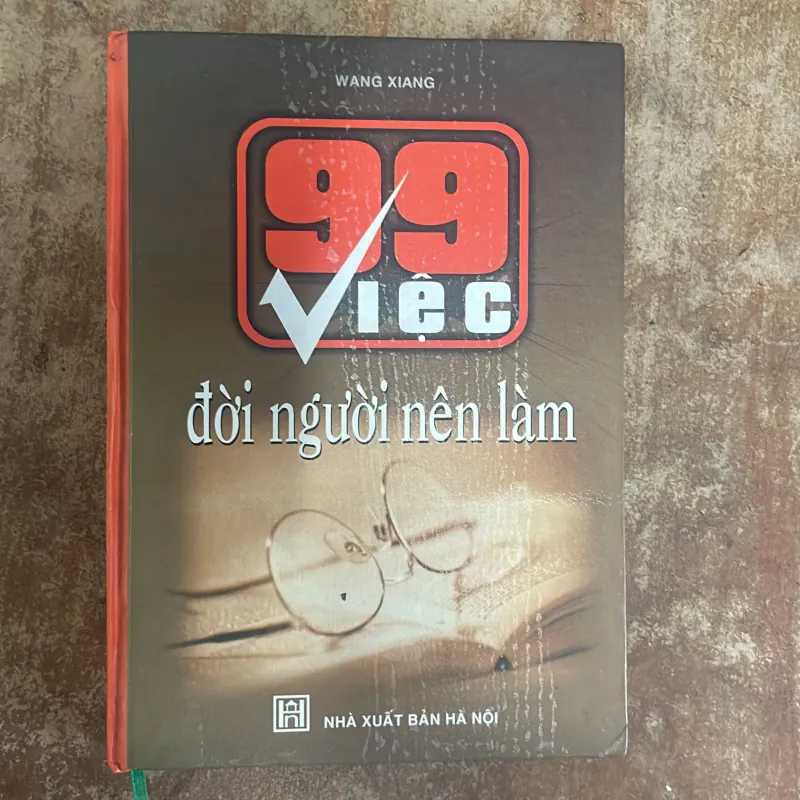 WANG XIANG
99
Việc
đời người nên làm
NHÀ XUẤT BẢN HÀ NỘI